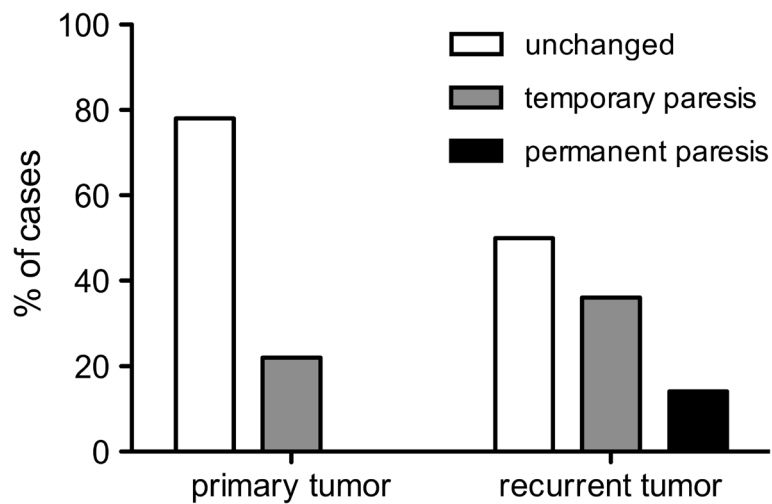 % of cases
100
80
60
40
20
0
unchanged
temporary paresis
permanent paresis
primary tumor
recurrent tumor